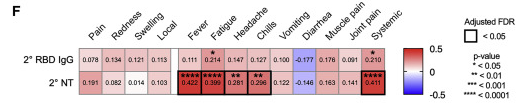 F
Pain Redness Swelling Local Fever Fatigue Headache Chills Vomiting Diarrhea Muscle pain Joint pain Systemic
Adjusted FDR
< 0.05
p-value
* < 0.05
** < 0.01
*** < 0.001
**** < 0.0001
2° RBD IgG 0.078 0.134 0.121 0.113 0.111 * 0.214 0.147 0.127 0.100 -0.177 0.176 0.091 * 0.210
2° NT 0.191 0.082 0.014 0.103 **** 0.422 **** 0.399 ** 0.281 ** 0.296 0.122 -0.146 0.163 0.141 **** 0.411
0.5
0
-0.5